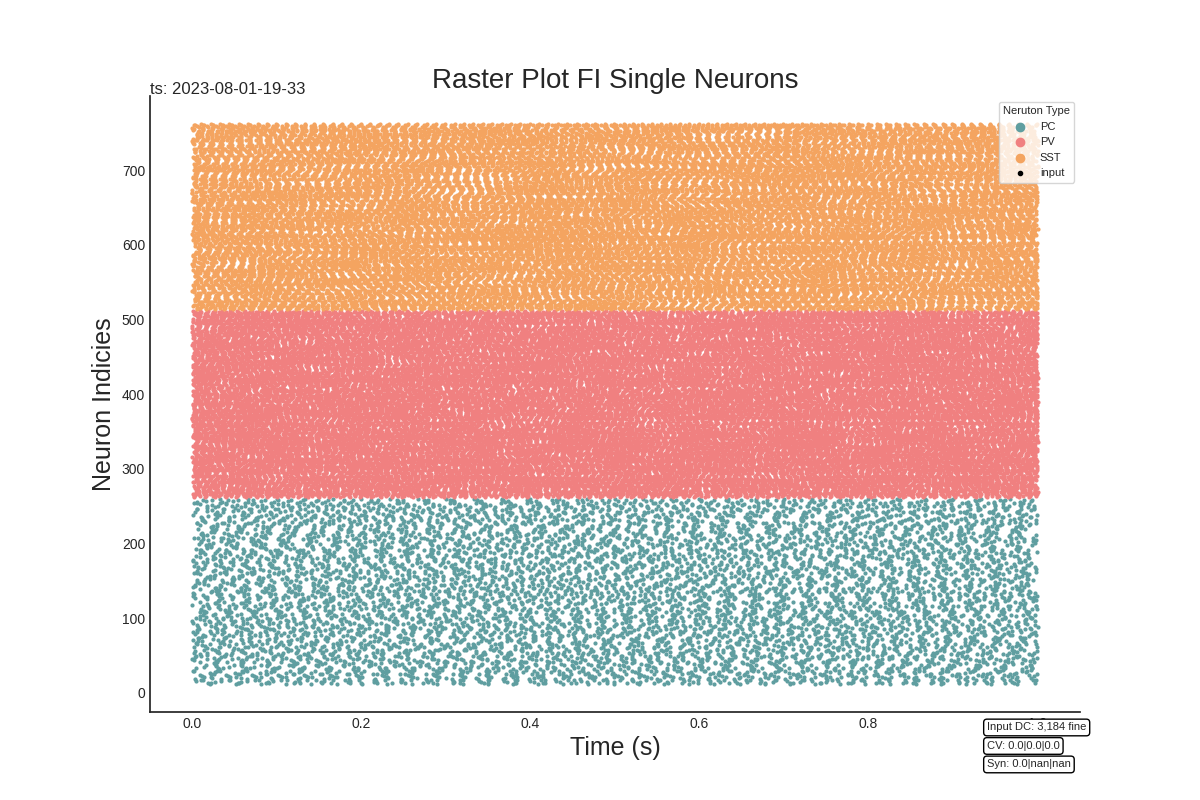 Raster Plot FI Single Neurons
ts: 2023-08-01-19-33
Neruton Type
PC
PV
SST
input
Neuron Indicies
700
600
500
400
300
200
100
0
0.0
0.2
0.4
0.6
0.8
Time (s)
Input DC: 3,184 fine
CV: 0.0|0.0|0.0
Syn: 0.0|nan|nan